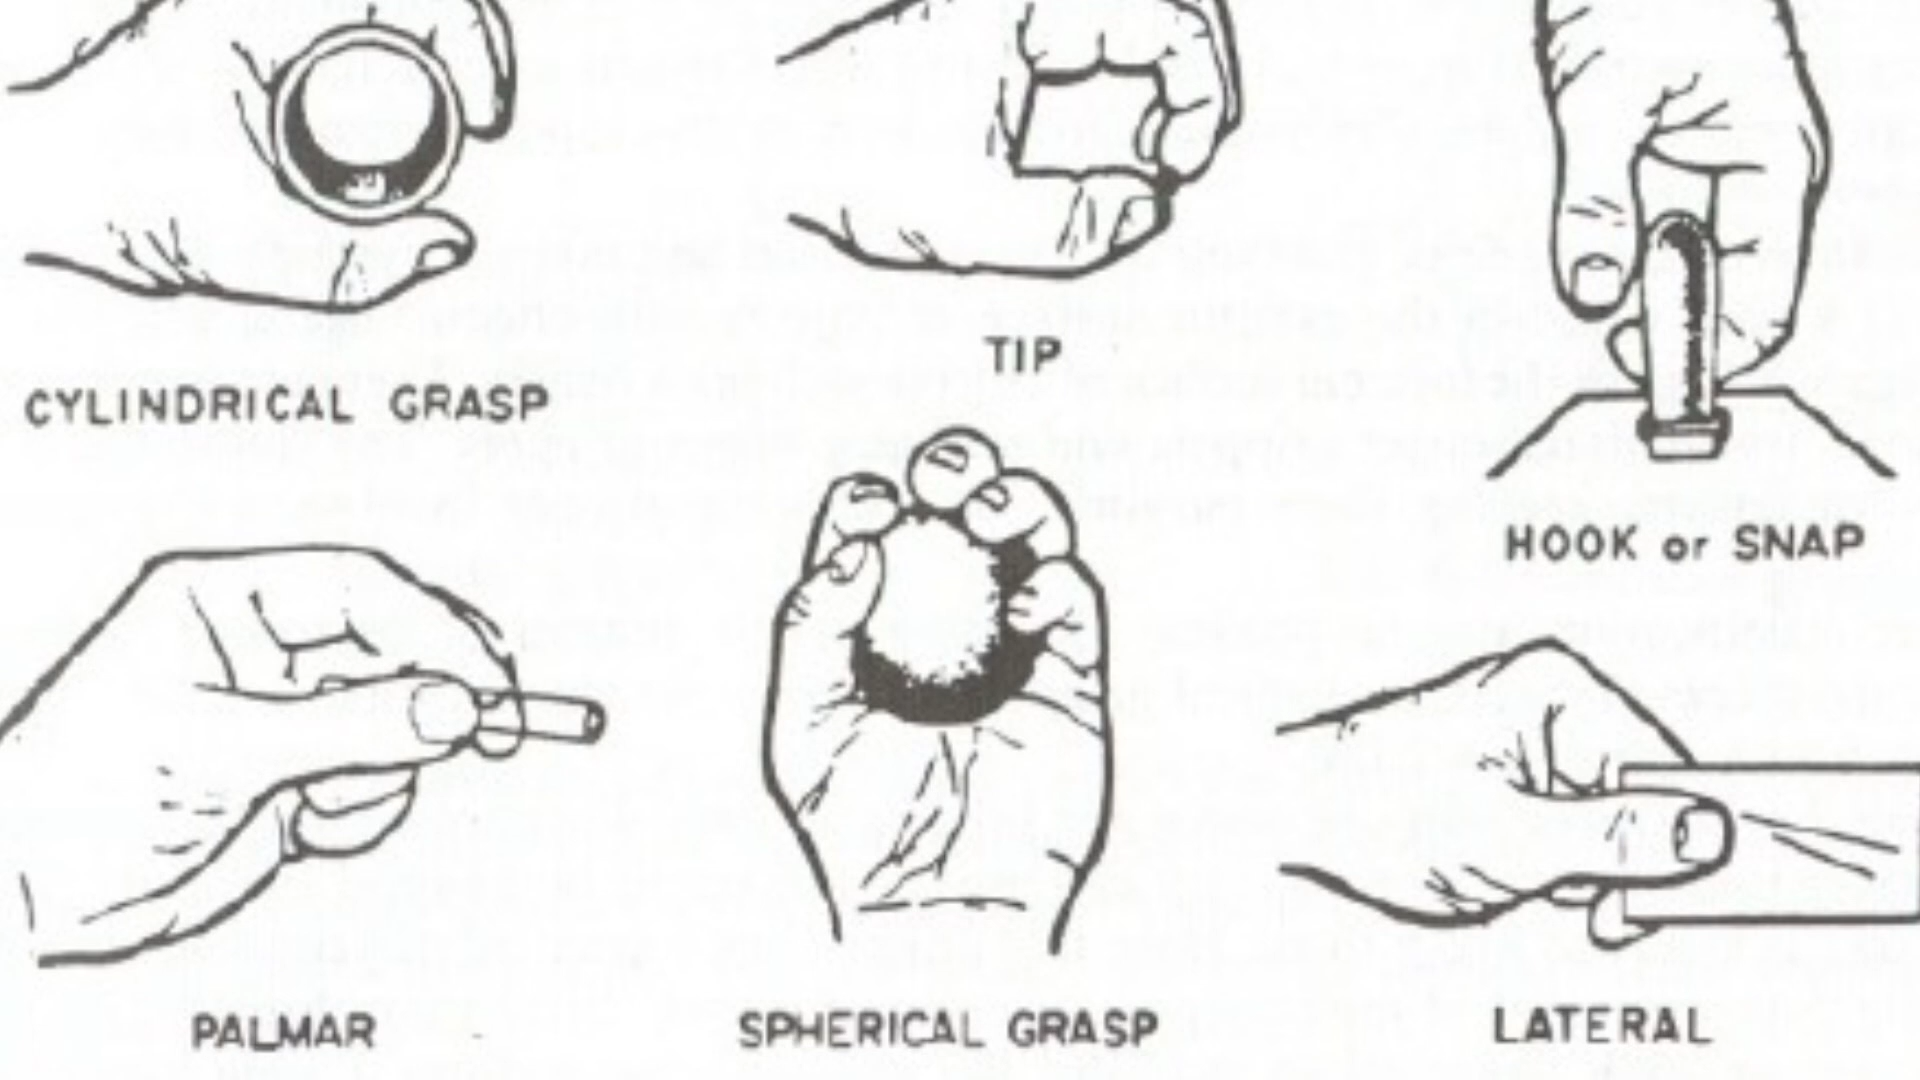 CYLINDRICAL GRASP
TIP
HOOK or SNAP
PALMAR
SPHERICAL GRASP
LATERAL